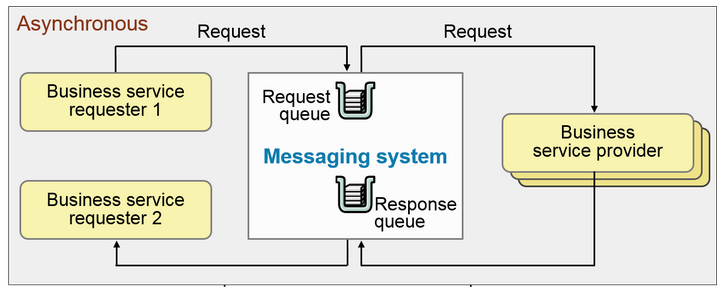 Asynchronous
Request
Request
Business service
requester 1
Request
queue
Business
service provider
Messaging system
Business service
requester 2
Response
queue